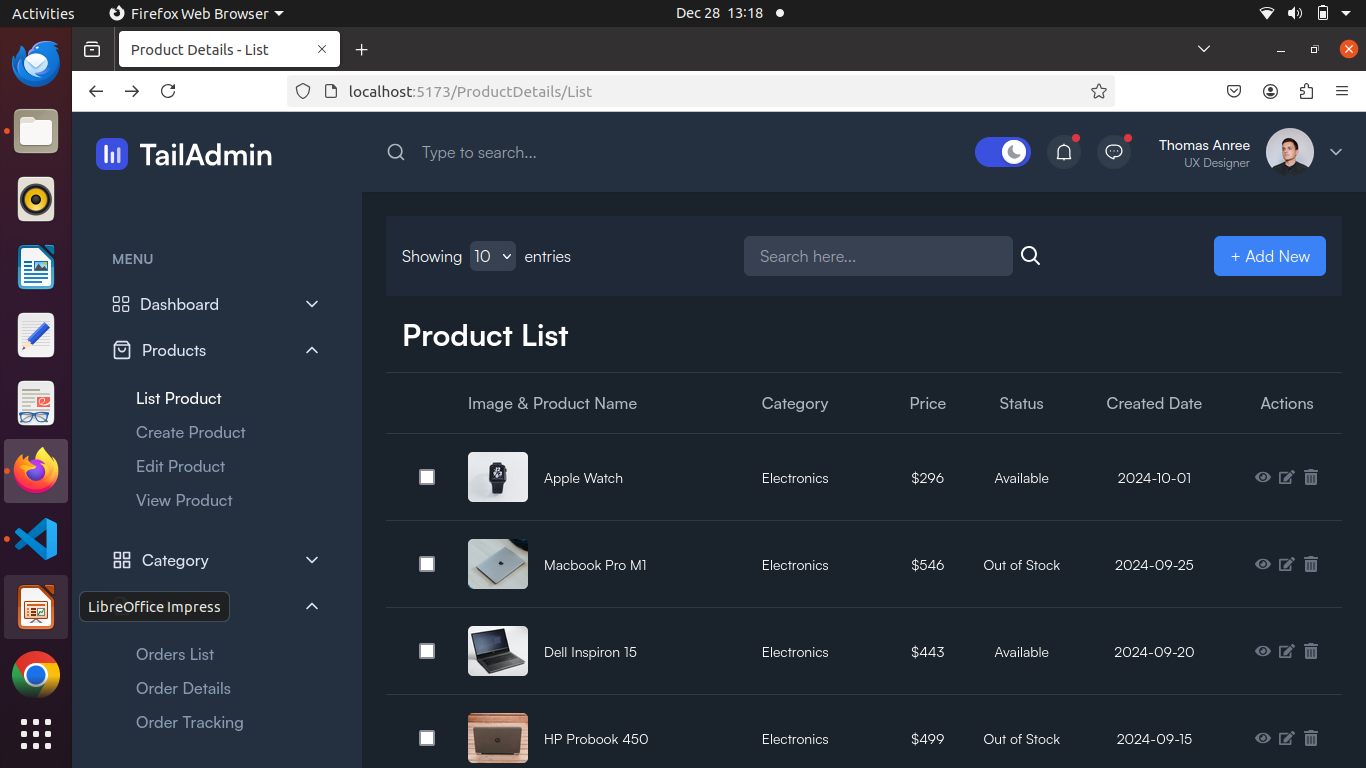 Activities
Firefox Web Browser
Dec 28 13:18
Product Details - List
localhost:5173/ProductDetails/List
TailAdmin
Type to search...
Thomas Anree
UX Designer
MENU
Dashboard
Products
List Product
Create Product
Edit Product
View Product
Category
LibreOffice Impress
Orders List
Order Details
Order Tracking
Showing 10 entries
Search here...
+ Add New
Product List
Image & Product Name Category Price Status Created Date Actions
Apple Watch Electronics $296 Available 2024-10-01
Macbook Pro M1 Electronics $546 Out of Stock 2024-09-25
Dell Inspiron 15 Electronics $443 Available 2024-09-20
HP Probook 450 Electronics $499 Out of Stock 2024-09-15